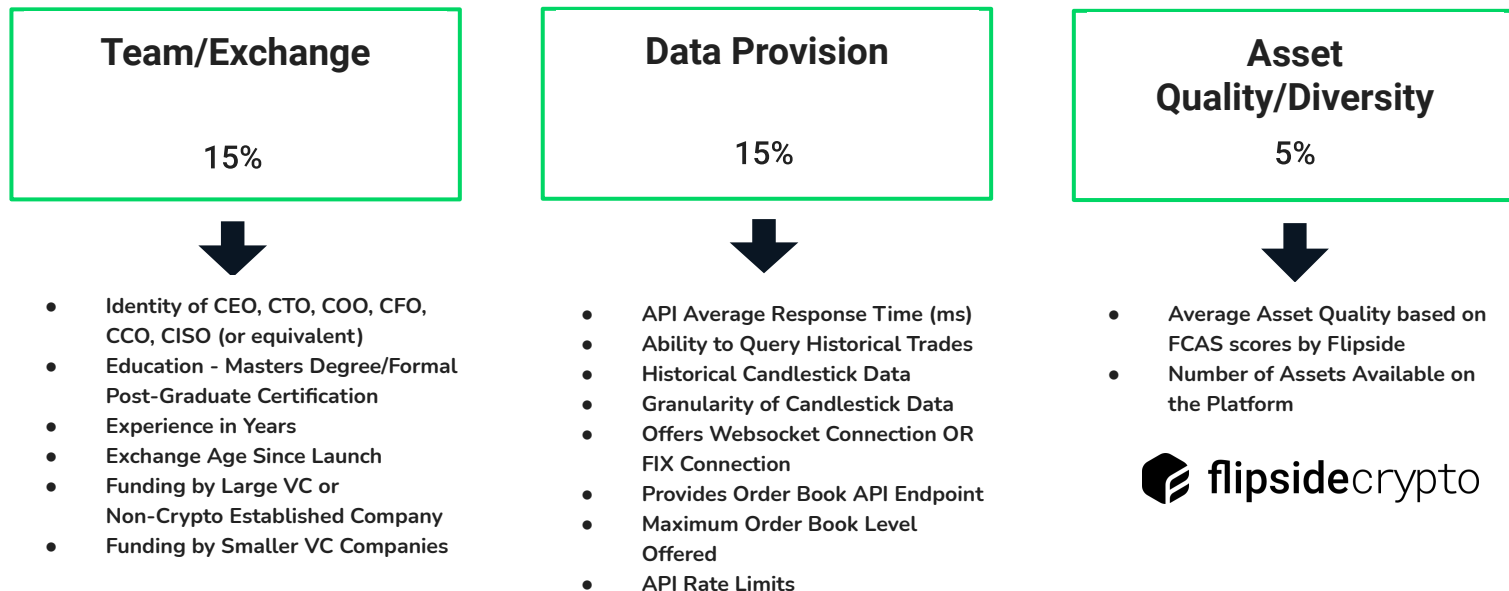 Team/Exchange
15%
● Identity of CEO, CTO, COO, CFO,
CCO, CISO (or equivalent)
● Education - Masters Degree/Formal
Post-Graduate Certification
● Experience in Years
● Exchange Age Since Launch
● Funding by Large VC or
Non-Crypto Established Company
● Funding by Smaller VC Companies
Data Provision
15%
● API Average Response Time (ms)
● Ability to Query Historical Trades
● Historical Candlestick Data
● Granularity of Candlestick Data
● Offers Websocket Connection OR
FIX Connection
● Provides Order Book API Endpoint
● Maximum Order Book Level
Offered
● API Rate Limits
Asset
Quality/Diversity
5%
● Average Asset Quality based on
FCAS scores by Flipside
● Number of Assets Available on
the Platform
flipsidecrypto